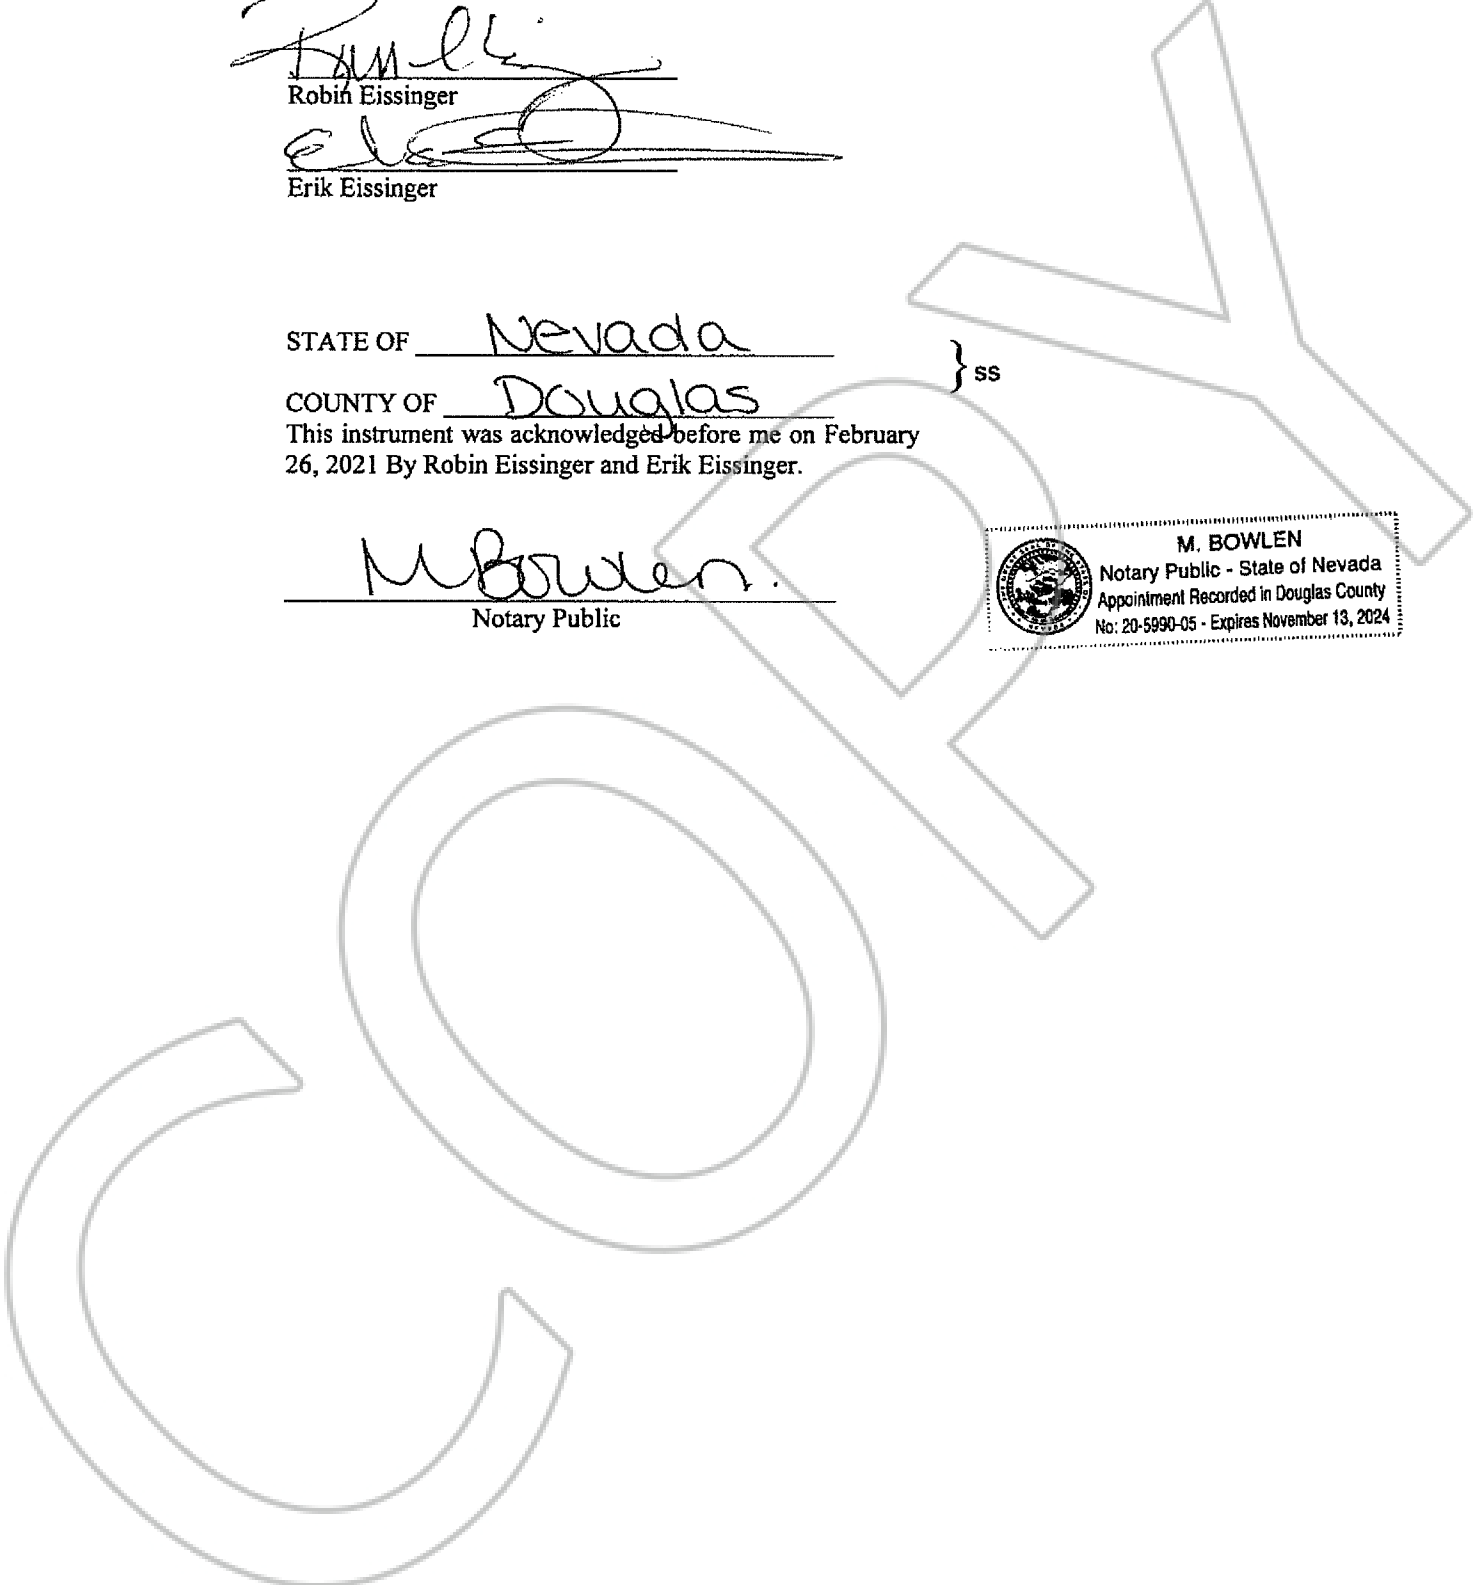 Robin Eissinger
Erik Eissinger
STATE OF Nevada
COUNTY OF Douglas
} ss
This instrument was acknowledged before me on February
26, 2021 By Robin Eissinger and Erik Eissinger.
M Bowlen.
Notary Public
M. BOWLEN
Notary Public - State of Nevada
Appointment Recorded in Douglas County
No: 20-5990-05 - Expires November 13, 2024
COPY